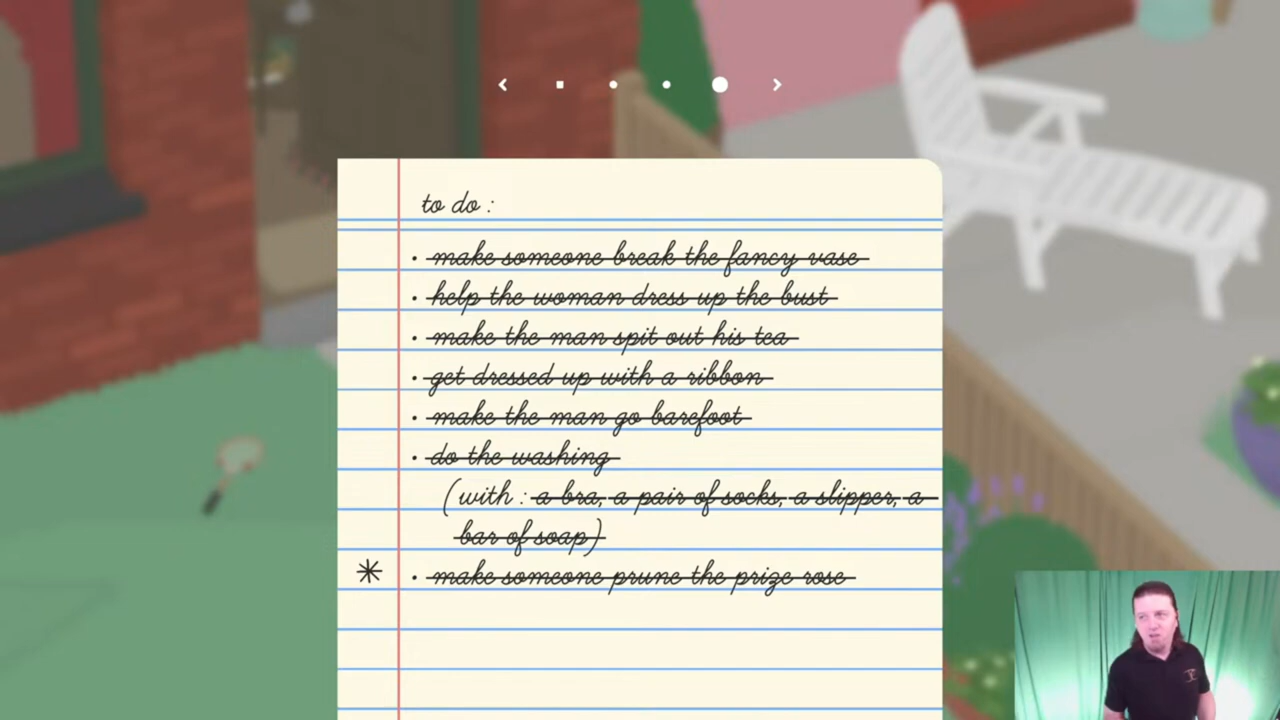 to do :
• make someone break the fancy vase
• help the woman dress up the bust
• make the man spit out his tea
• get dressed up with a ribbon
• make the man go barefoot
• do the washing
(with : a bra, a pair of socks, a slipper, a
bar of soap)
• make someone prune the prize rose